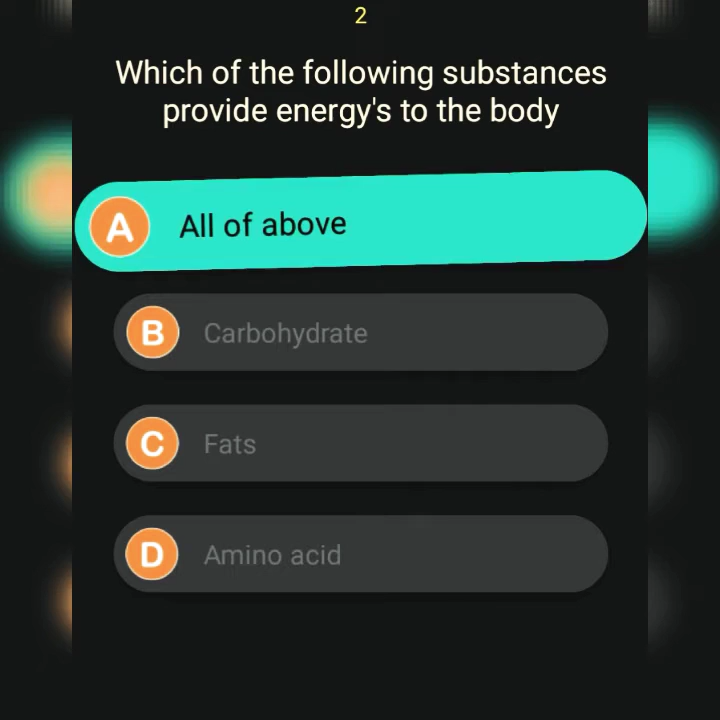 2
Which of the following substances
provide energy's to the body
A All of above
B Carbohydrate
C Fats
D Amino acid